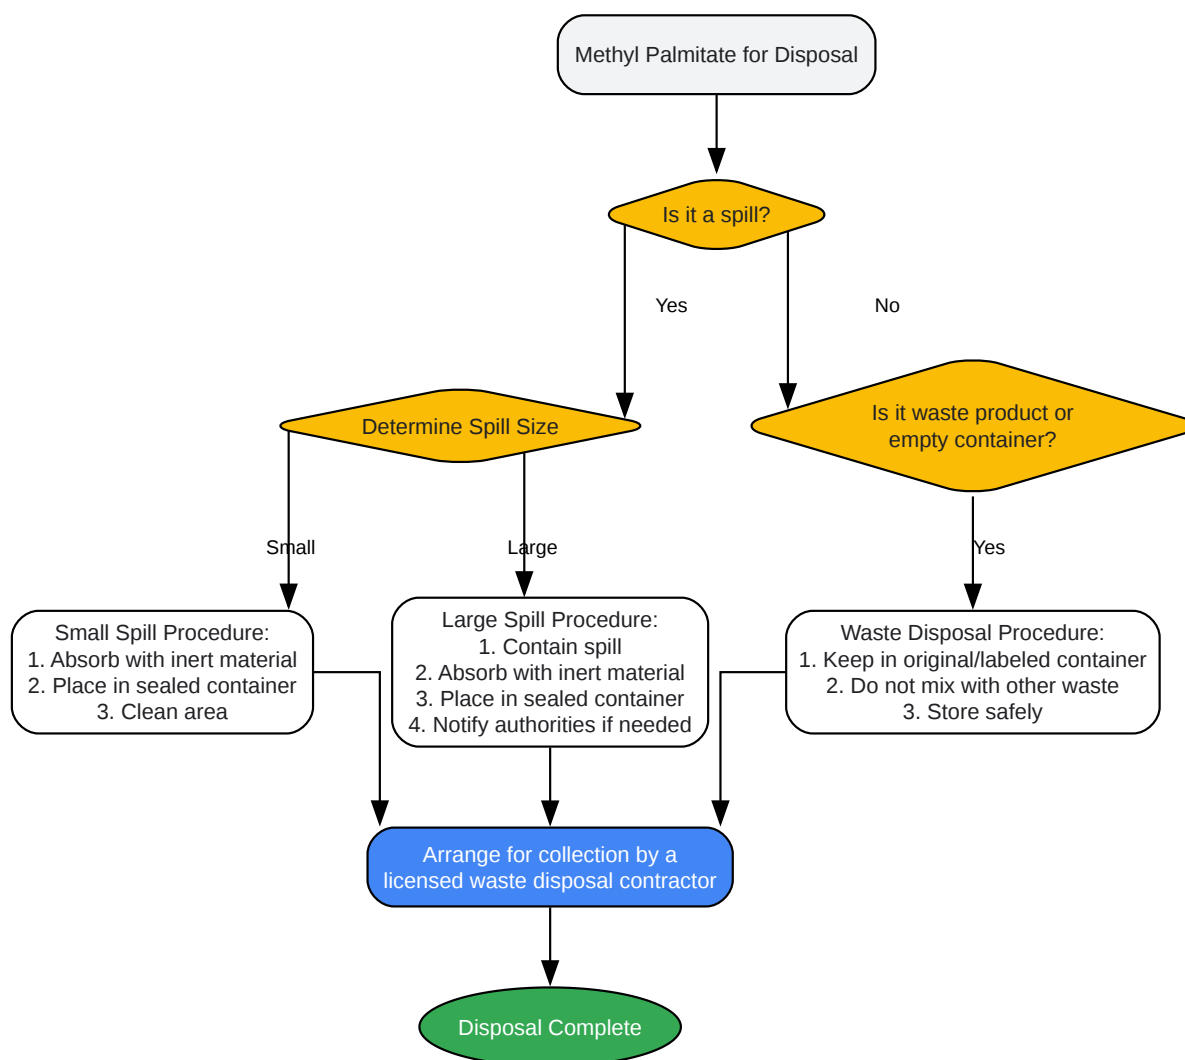 Methyl Palmitate for Disposal
Is it a spill?
Yes
No
Determine Spill Size
Is it waste product or
empty container?
Small
Large
Yes
Small Spill Procedure:
1. Absorb with inert material
2. Place in sealed container
3. Clean area
Large Spill Procedure:
1. Contain spill
2. Absorb with inert material
3. Place in sealed container
4. Notify authorities if needed
Waste Disposal Procedure:
1. Keep in original/labeled container
2. Do not mix with other waste
3. Store safely
Arrange for collection by a
licensed waste disposal contractor
Disposal Complete